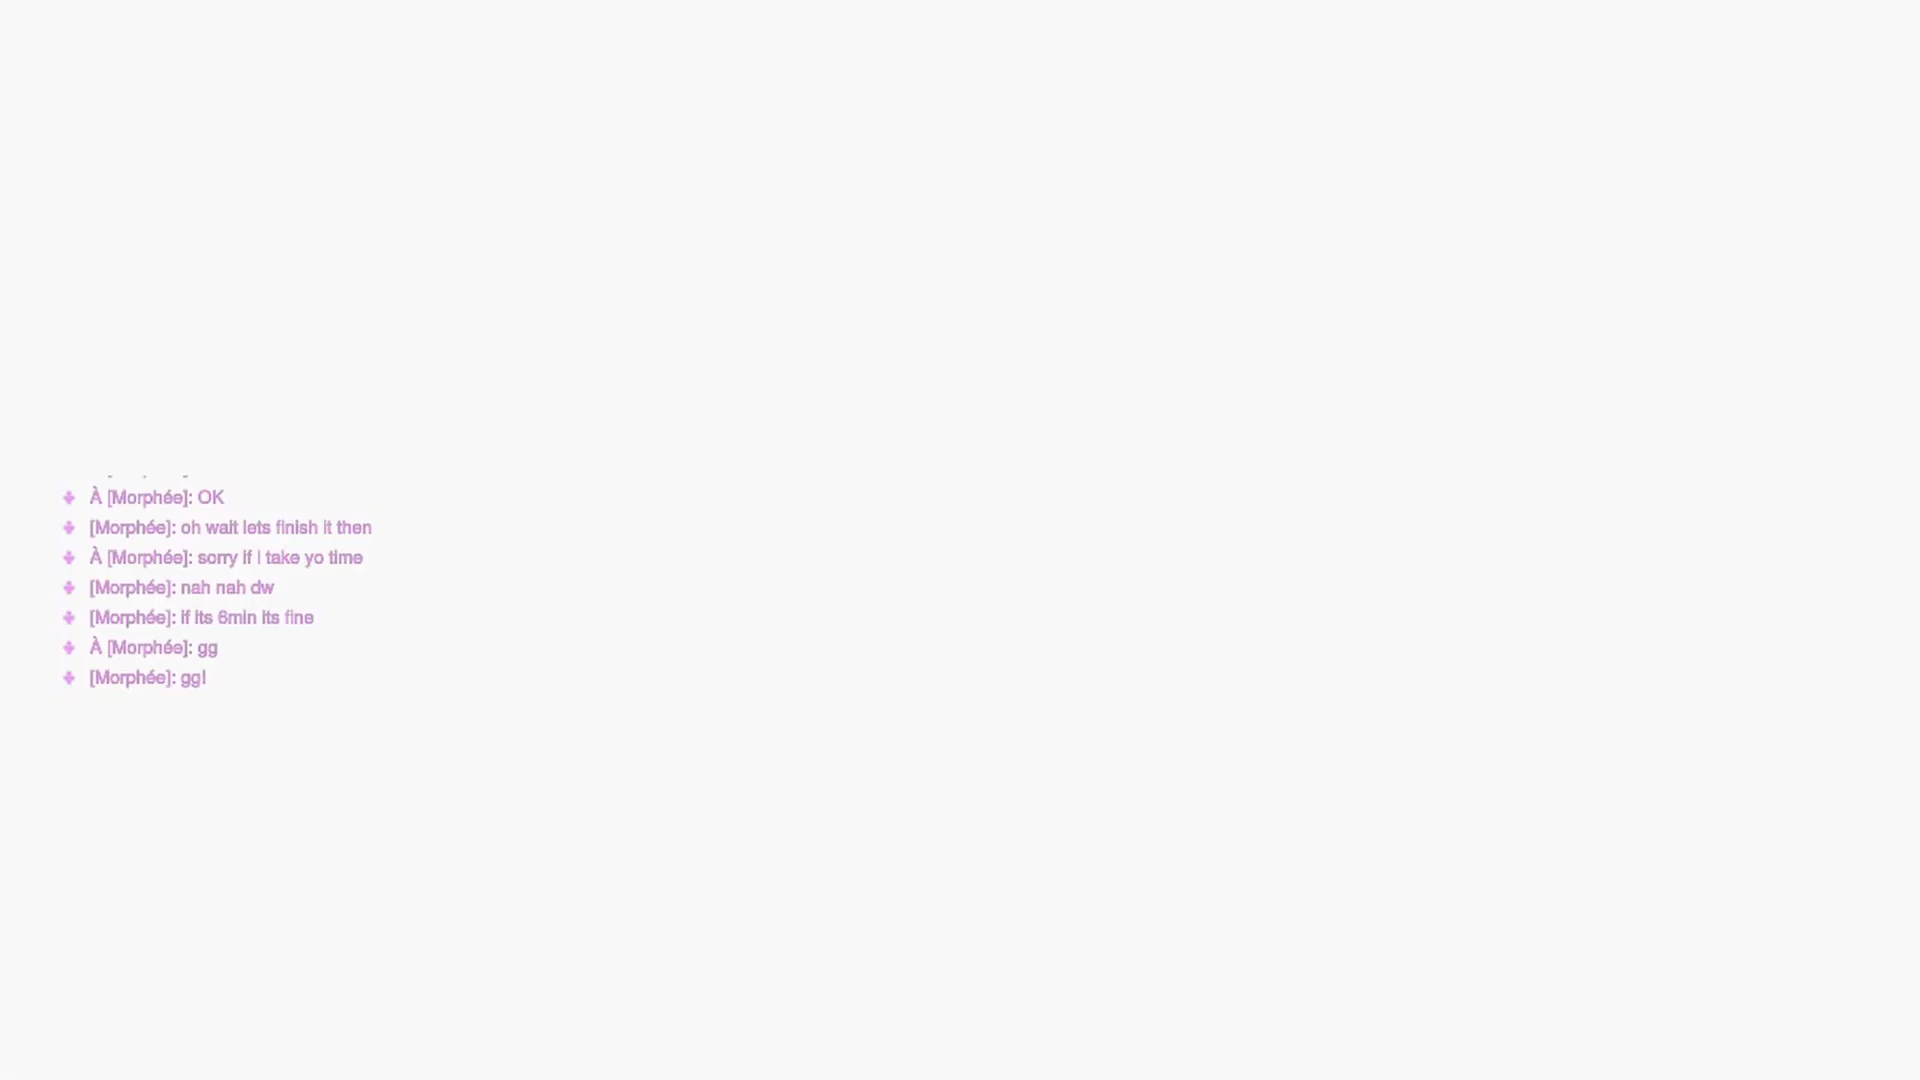 À [Morphée]: OK
[Morphée]: oh wait lets finish it then
À [Morphée]: sorry if i take yo time
[Morphée]: nah nah dw
[Morphée]: if its 6min its fine
À [Morphée]: gg
[Morphée]: gg!